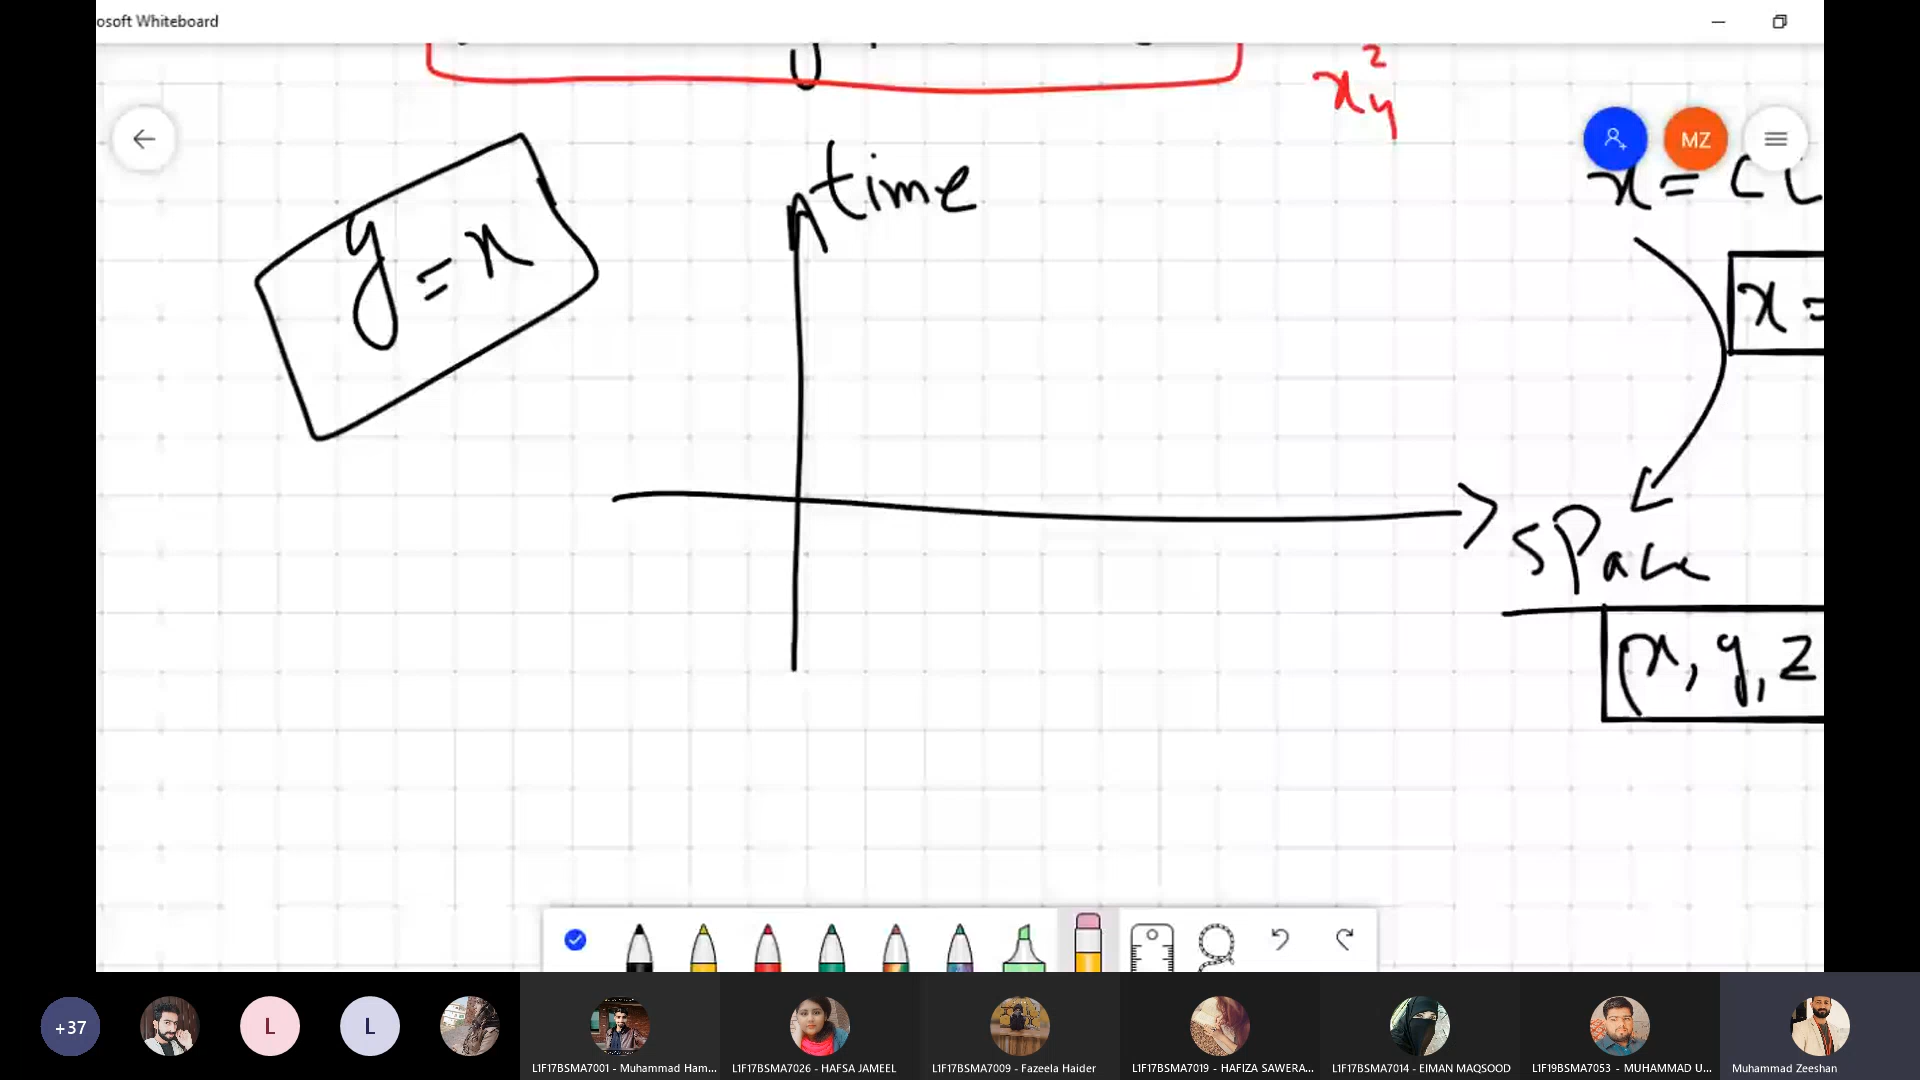 osoft Whiteboard
x²y
MZ
time
y = x
x =
x =
space
(x, y, z
+37
L
L
L1F17BSMA7001 - Muhammad Ham...
L1F17BSMA7026 - HAFSA JAMEEL
L1F17BSMA7009 - Fazeela Haider
L1F17BSMA7019 - HAFIZA SAWERA...
L1F17BSMA7014 - EIMAN MAQSOOD
L1F19BSMA7053 - MUHAMMAD U...
Muhammad Zeeshan